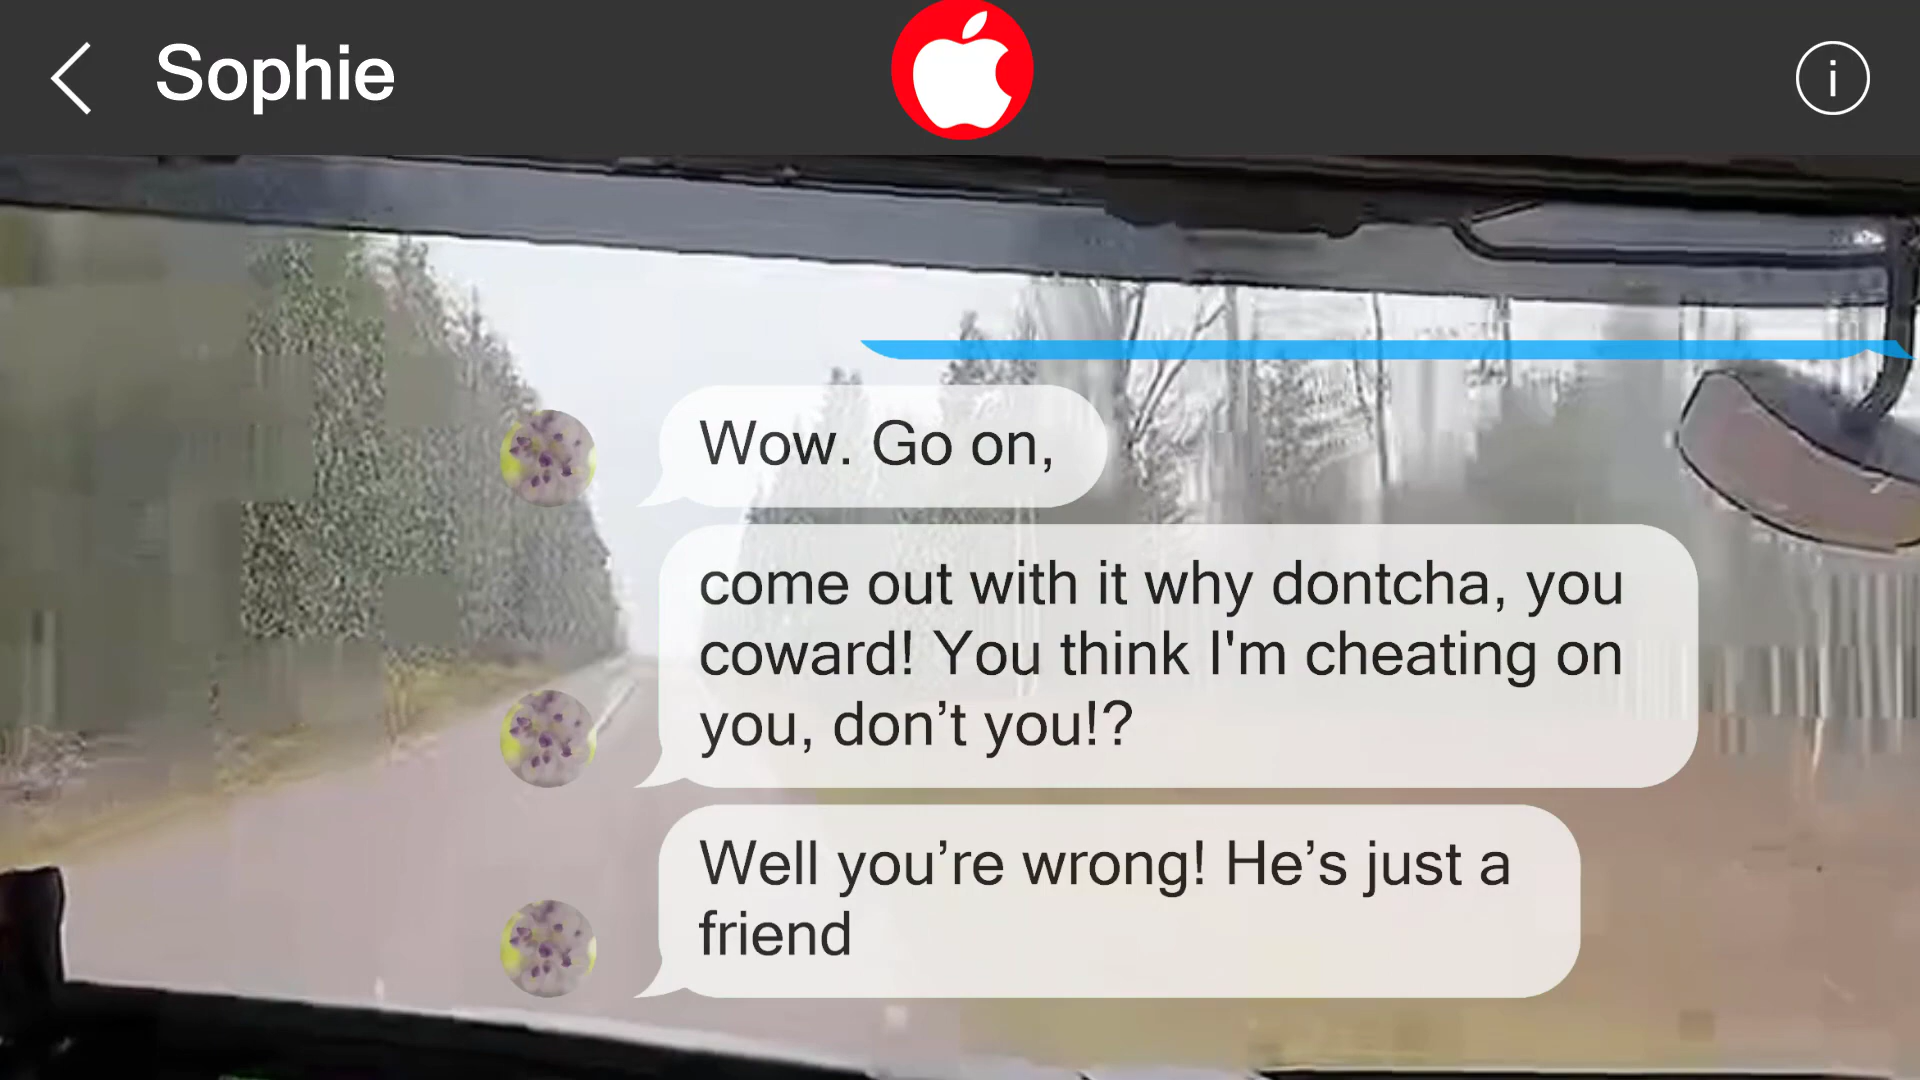 Sophie
Wow. Go on,
come out with it why dontcha, you
coward! You think I'm cheating on
you, don’t you!?
Well you’re wrong! He’s just a
friend